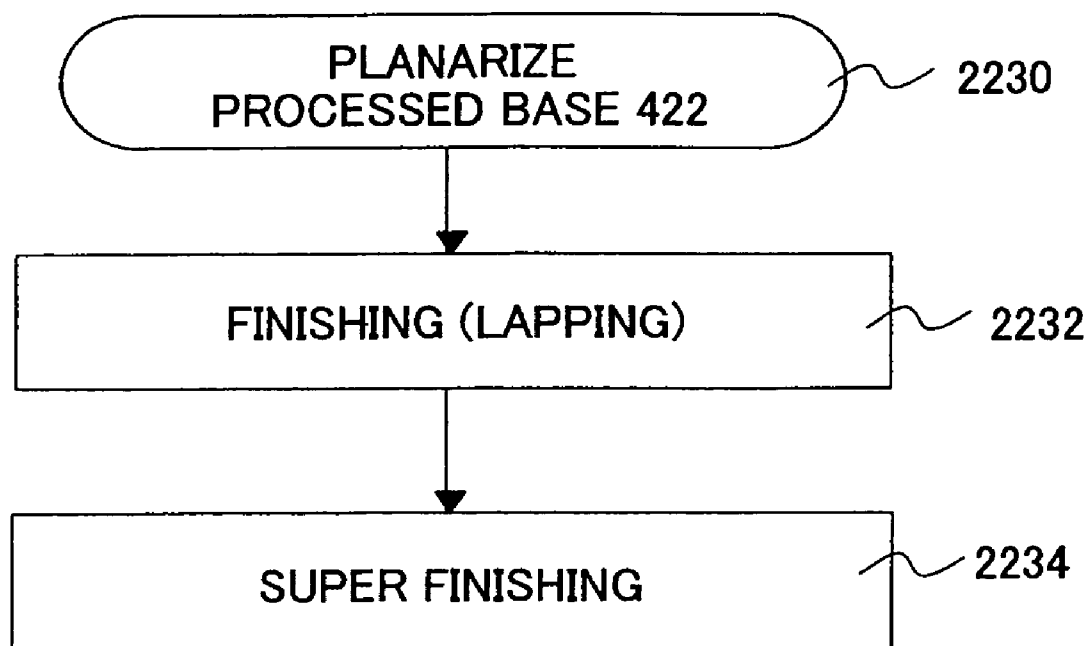 PLANARIZE
PROCESSED BASE 422
2230
FINISHING (LAPPING)
2232
SUPER FINISHING
2234